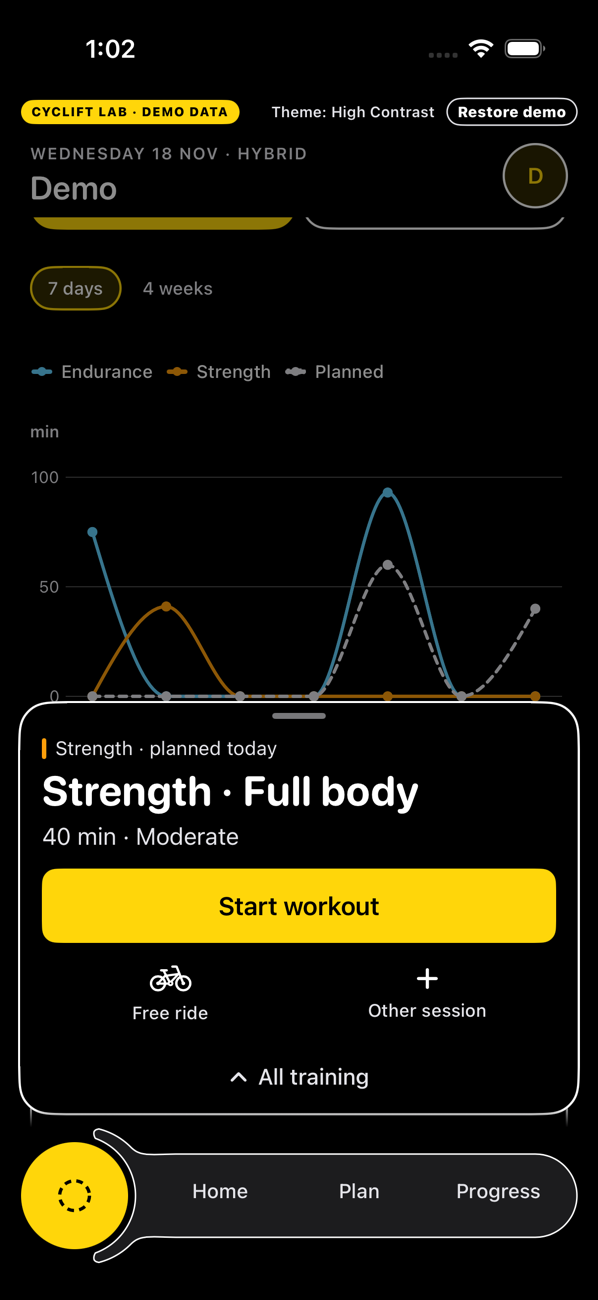 1:02
CYCLIFT LAB · DEMO DATA
Theme: High Contrast
Restore demo
WEDNESDAY 18 NOV · HYBRID
Demo
D
7 days
4 weeks
Endurance
Strength
Planned
min
100
50
0
Strength · planned today
Strength · Full body
40 min · Moderate
Start workout
Free ride
Other session
All training
Home
Plan
Progress